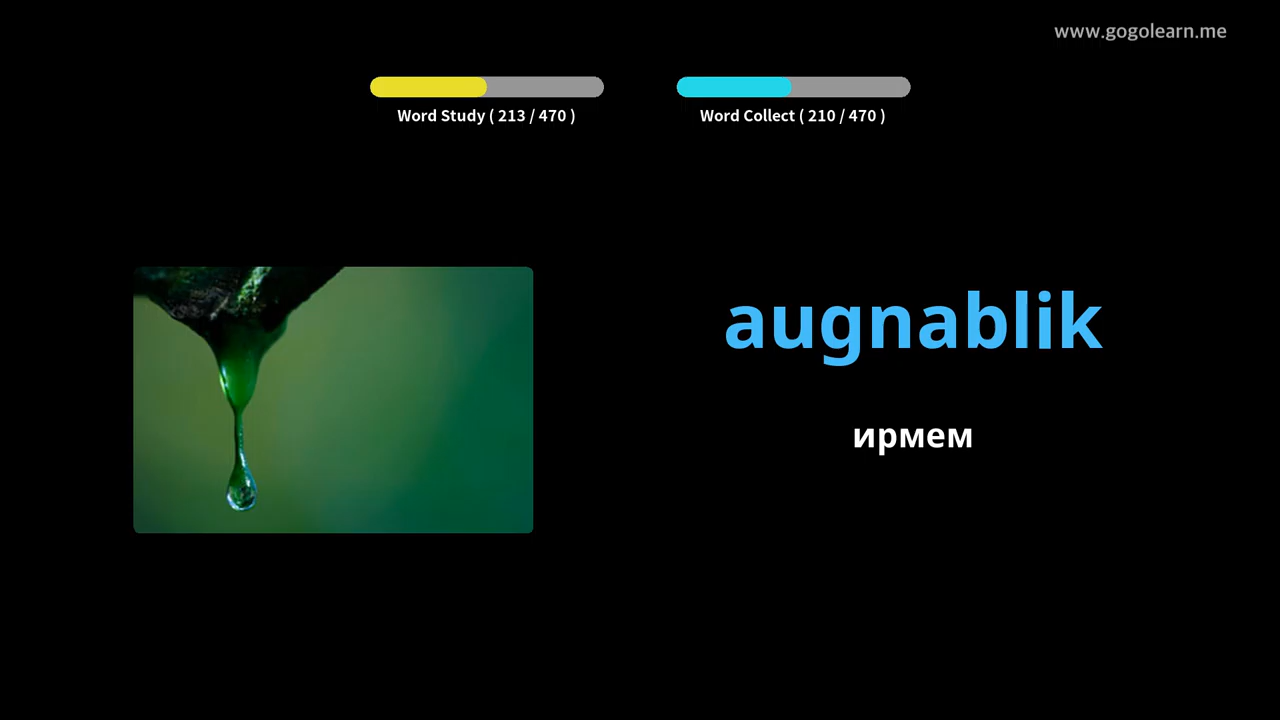 www.gogolearn.me
Word Study ( 213 / 470 )
Word Collect ( 210 / 470 )
augnablik
ирмем